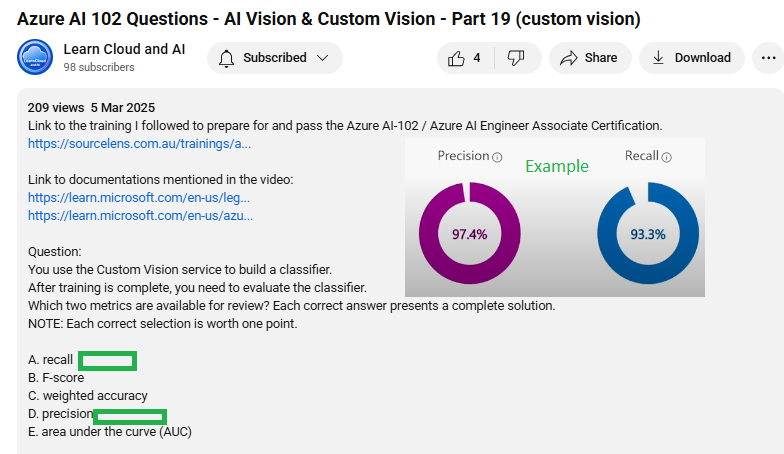 Azure AI 102 Questions - AI Vision & Custom Vision - Part 19 (custom vision)
Learn Cloud and AI
98 subscribers
Subscribed
4
Share
Download
209 views 5 Mar 2025
Link to the training I followed to prepare for and pass the Azure AI-102 / Azure AI Engineer Associate Certification.
https://sourcelens.com.au/trainings/a...
Link to documentations mentioned in the video:
https://learn.microsoft.com/en-us/leg...
https://learn.microsoft.com/en-us/azu...
Precision
Example
Recall
97.4%
93.3%
Question:
You use the Custom Vision service to build a classifier.
After training is complete, you need to evaluate the classifier.
Which two metrics are available for review? Each correct answer presents a complete solution.
NOTE: Each correct selection is worth one point.
A. recall
B. F-score
C. weighted accuracy
D. precision
E. area under the curve (AUC)